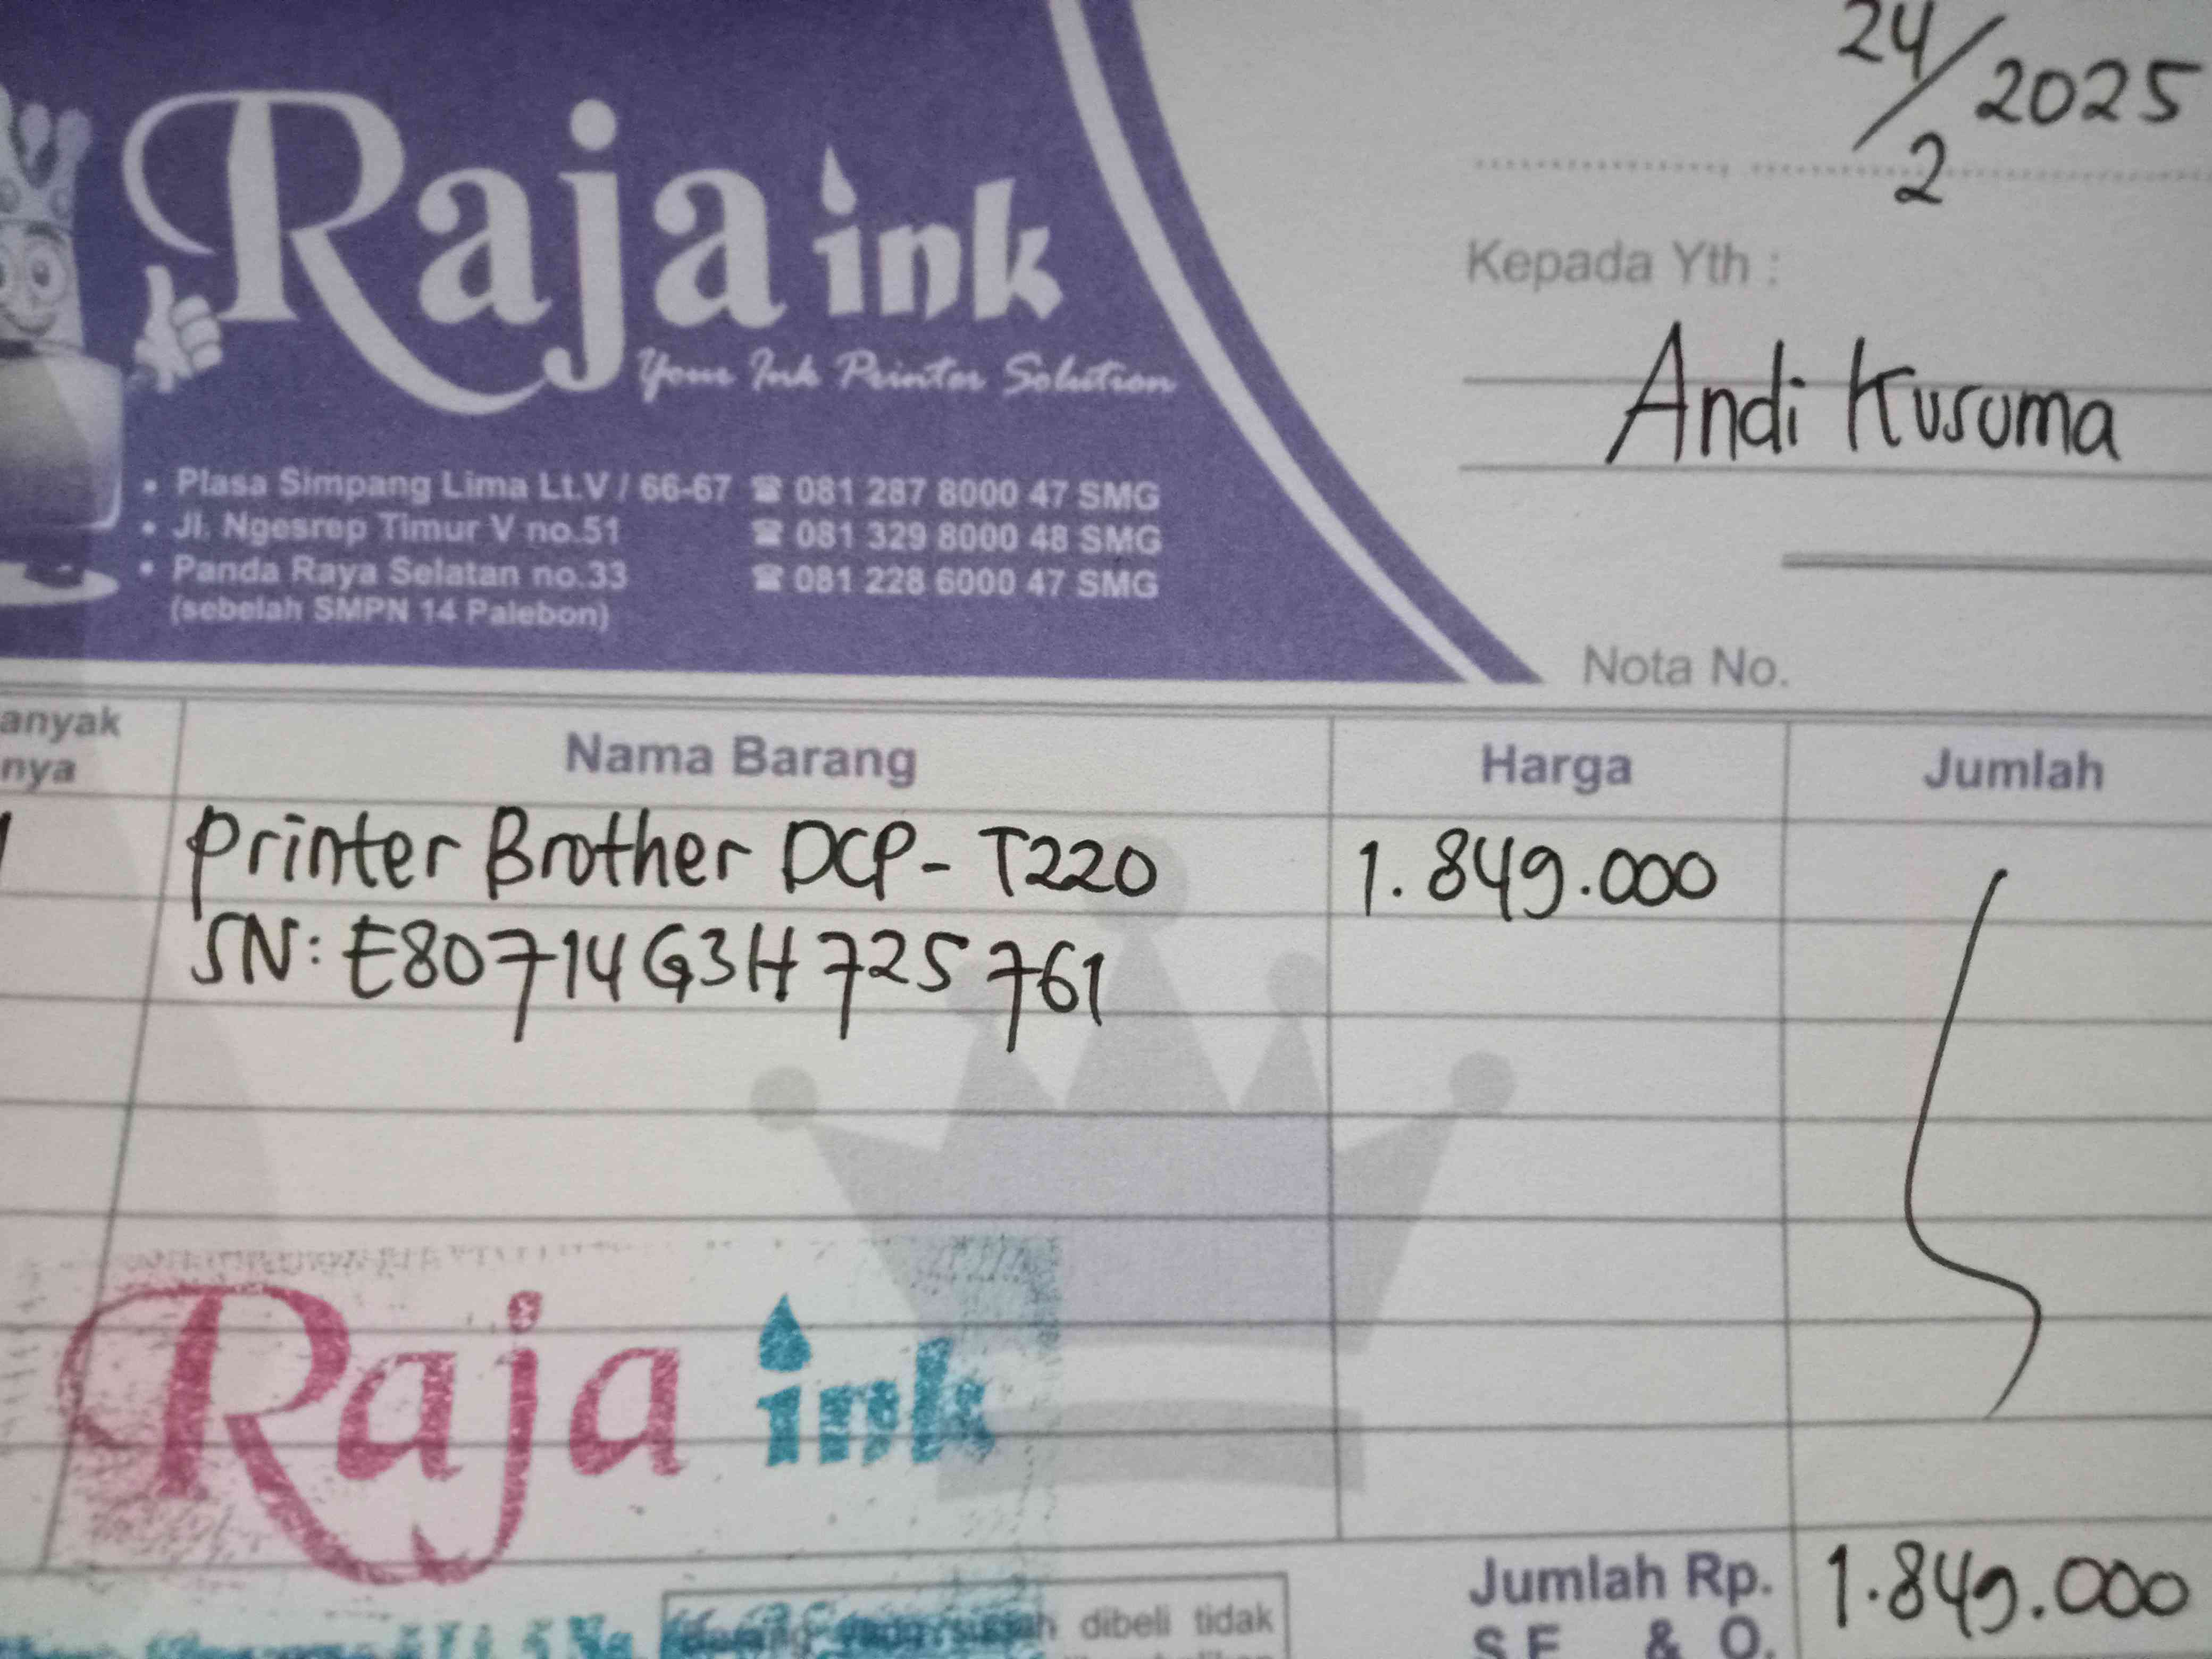 24/2 2025
Raja ink
Your Ink Printer Solution
Kepada Yth :
Andi Kusuma
• Plasa Simpang Lima Lt.V / 66-67 ☎ 081 287 8000 47 SMG
• Jl. Ngesrep Timur V no.51 ☎ 081 329 8000 48 SMG
• Panda Raya Selatan no.33 ☎ 081 228 6000 47 SMG
(sebelah SMPN 14 Palebon)
Nota No.
anyak
nya
Nama Barang
Harga
Jumlah
1 Printer Brother DCP-T220 1.849.000
SN: E80714G3H725761
Raja ink
Jumlah Rp. 1.849.000
dibeli tidak
S.E & O.